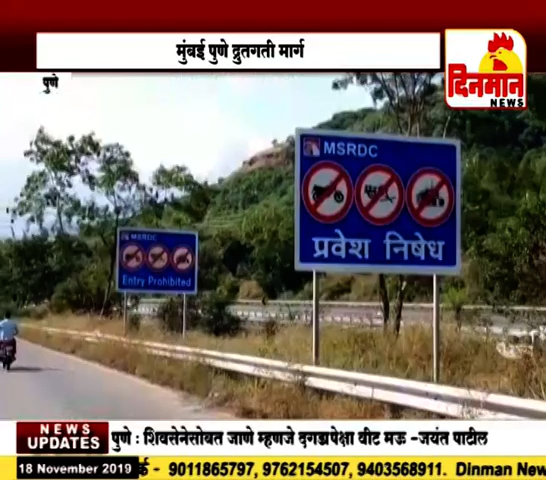 मुंबई पुणे द्रुतगती मार्ग
दिनमान
NEWS
पुणे
MSRDC
प्रवेश निषेध
MSRDC
Entry Prohibited
NEWS
UPDATES
पुणे : शिवसेनेसोबत जाणे म्हणजे दगडापेक्षा वीट मऊ -जयंत पाटील
18 November 2019
र्क - 9011865797, 9762154507, 9403568911. Dinman New